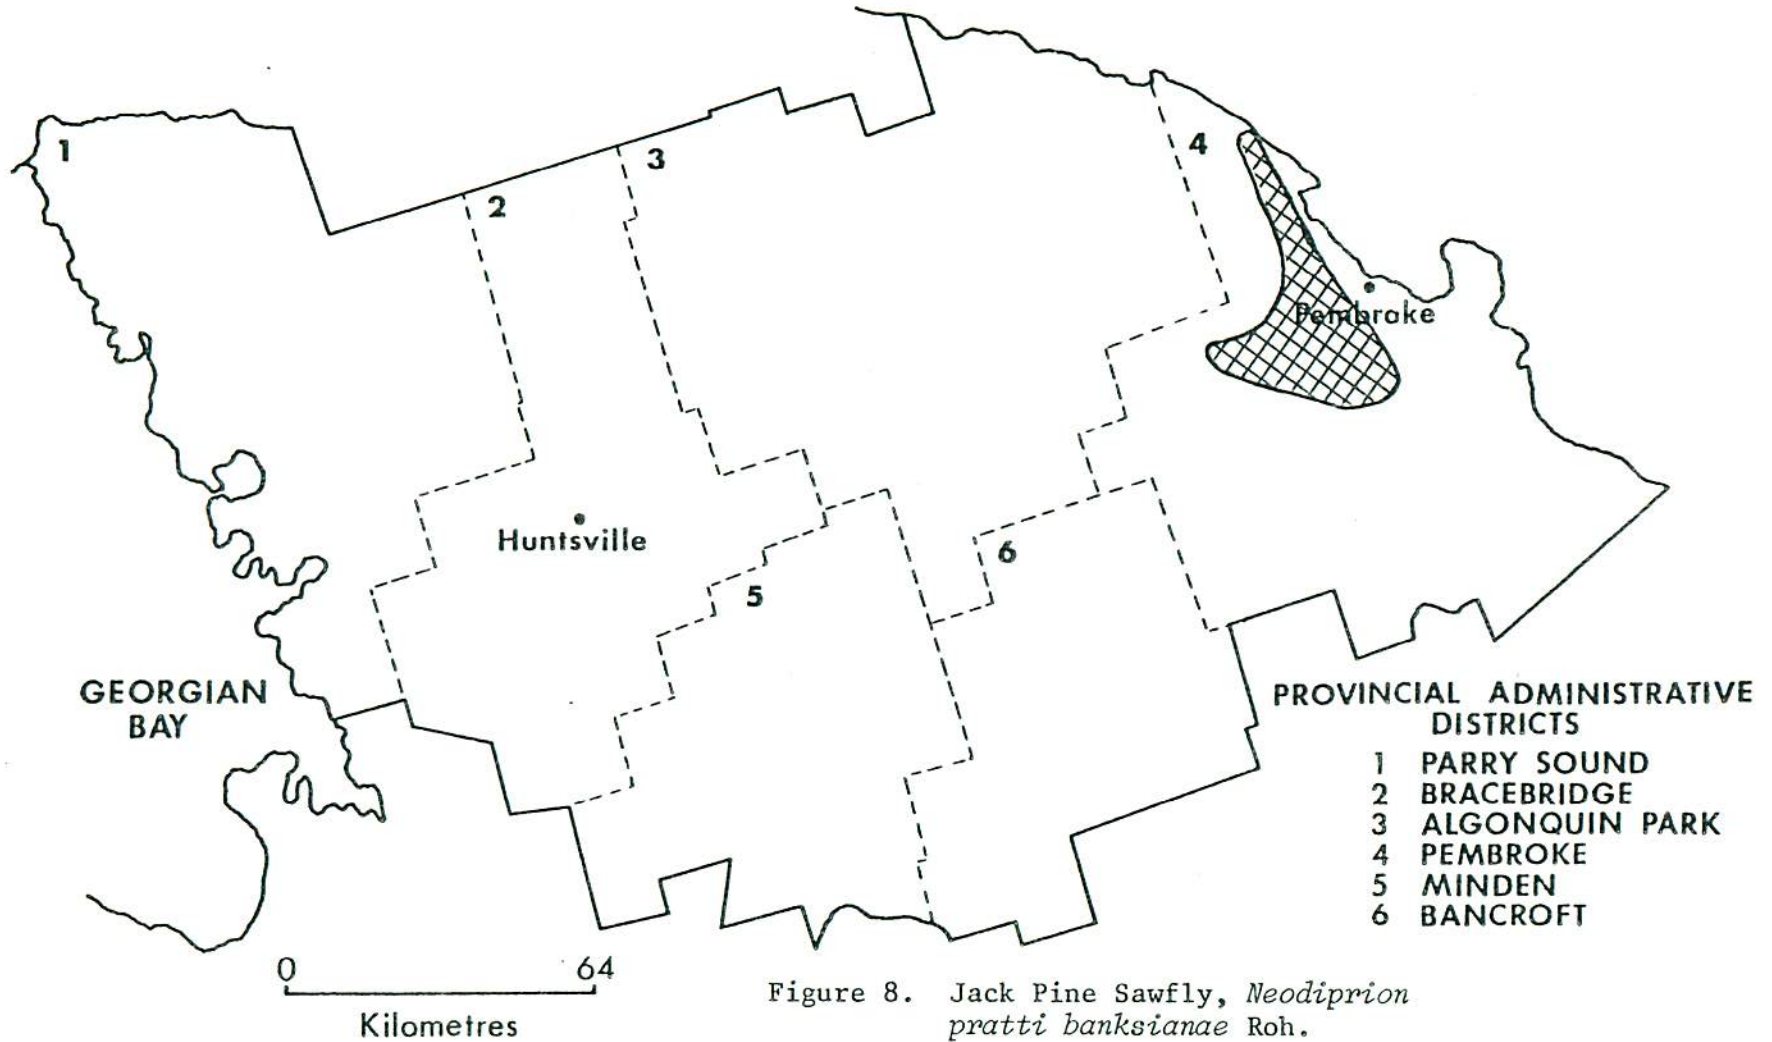 1
2
3
4
Pembroke
Huntsville
5
6
GEORGIAN
BAY
PROVINCIAL ADMINISTRATIVE
DISTRICTS
1 PARRY SOUND
2 BRACEBRIDGE
3 ALGONQUIN PARK
4 PEMBROKE
5 MINDEN
6 BANCROFT
0 64
Kilometres
Figure 8. Jack Pine Sawfly, Neodiprion
pratti banksianae Roh.